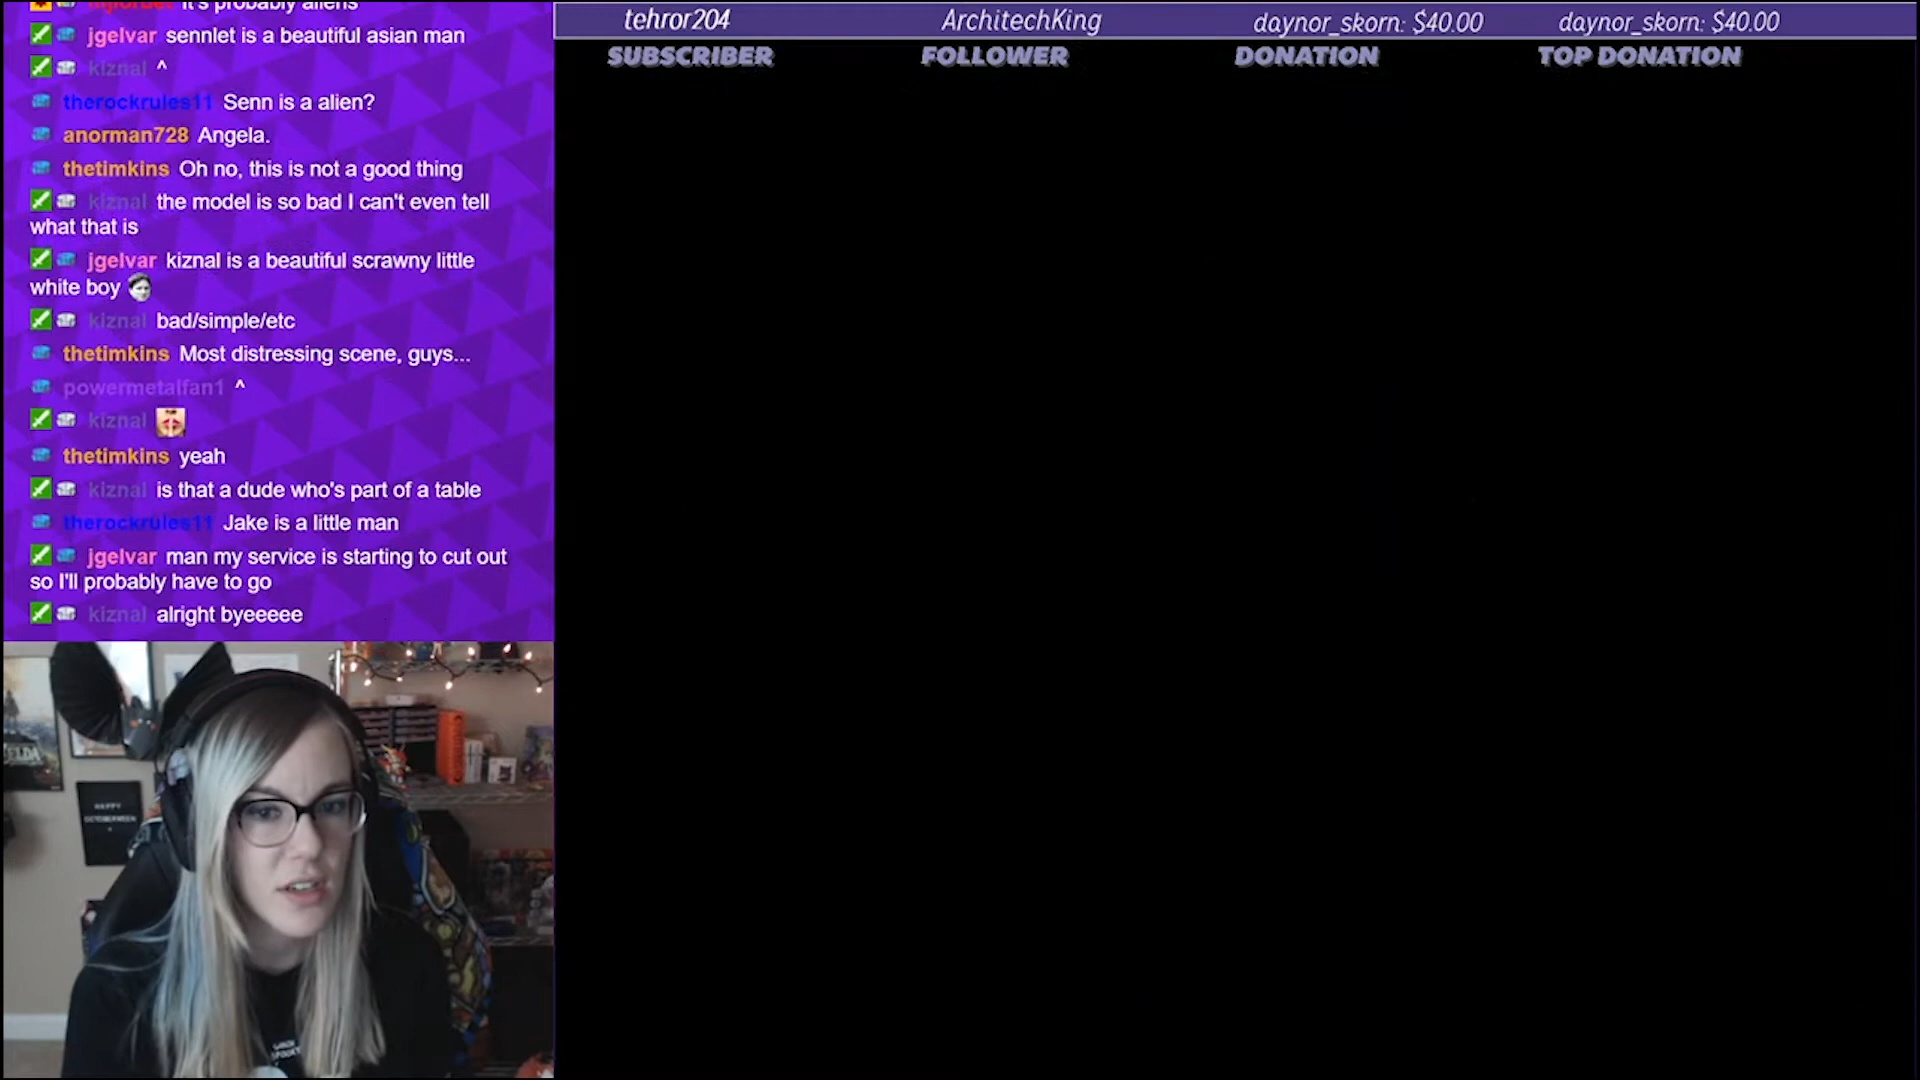 It's probably aliens
jgelvar sennlet is a beautiful asian man
kiznal ^
therockrules11 Senn is a alien?
anorman728 Angela.
thetimkins Oh no, this is not a good thing
kiznal the model is so bad I can't even tell
what that is
jgelvar kiznal is a beautiful scrawny little
white boy
kiznal bad/simple/etc
thetimkins Most distressing scene, guys...
powermetalfan1 ^
kiznal
thetimkins yeah
kiznal is that a dude who's part of a table
therockrules11 Jake is a little man
jgelvar man my service is starting to cut out
so I'll probably have to go
kiznal alright byeeeee
tehror204
SUBSCRIBER
ArchitechKing
FOLLOWER
daynor_skorn: $40.00
DONATION
daynor_skorn: $40.00
TOP DONATION
HAPPY